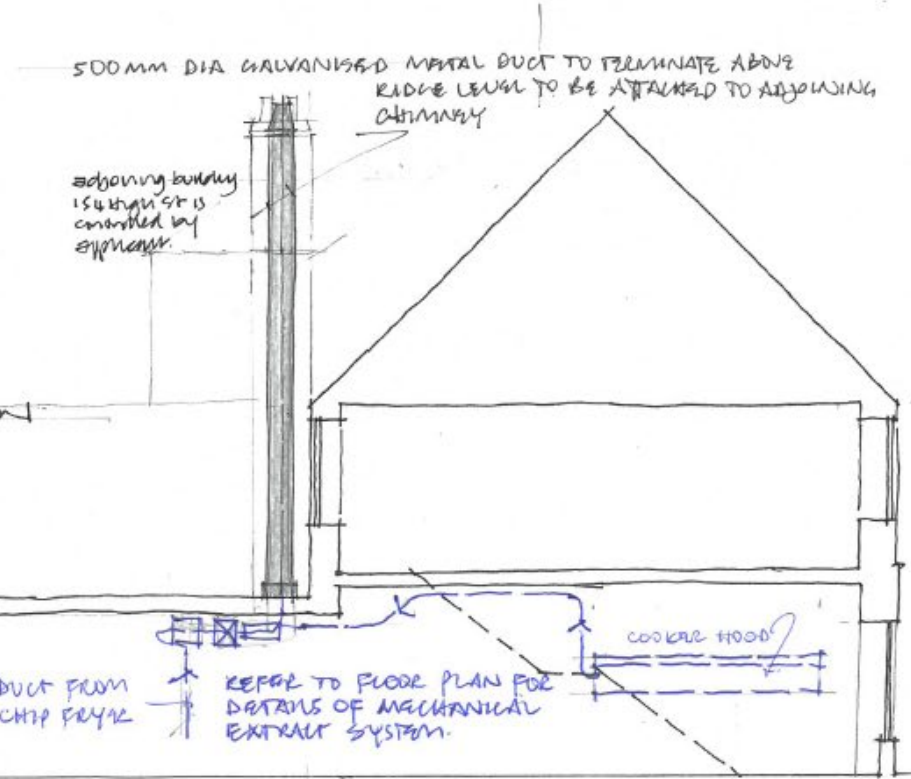 500MM DIA GALVANISED METAL DUCT TO TERMINATE ABOVE
RIDGE LEVEL TO BE ATTACHED TO ADJOINING
CHIMNEY
adjoining building
154 High St is
controlled by
applicant.
COOKER HOOD
DUCT FROM
CHIP FRYER
REFER TO FLOOR PLAN FOR
DETAILS OF MECHANICAL
EXTRACT SYSTEM.